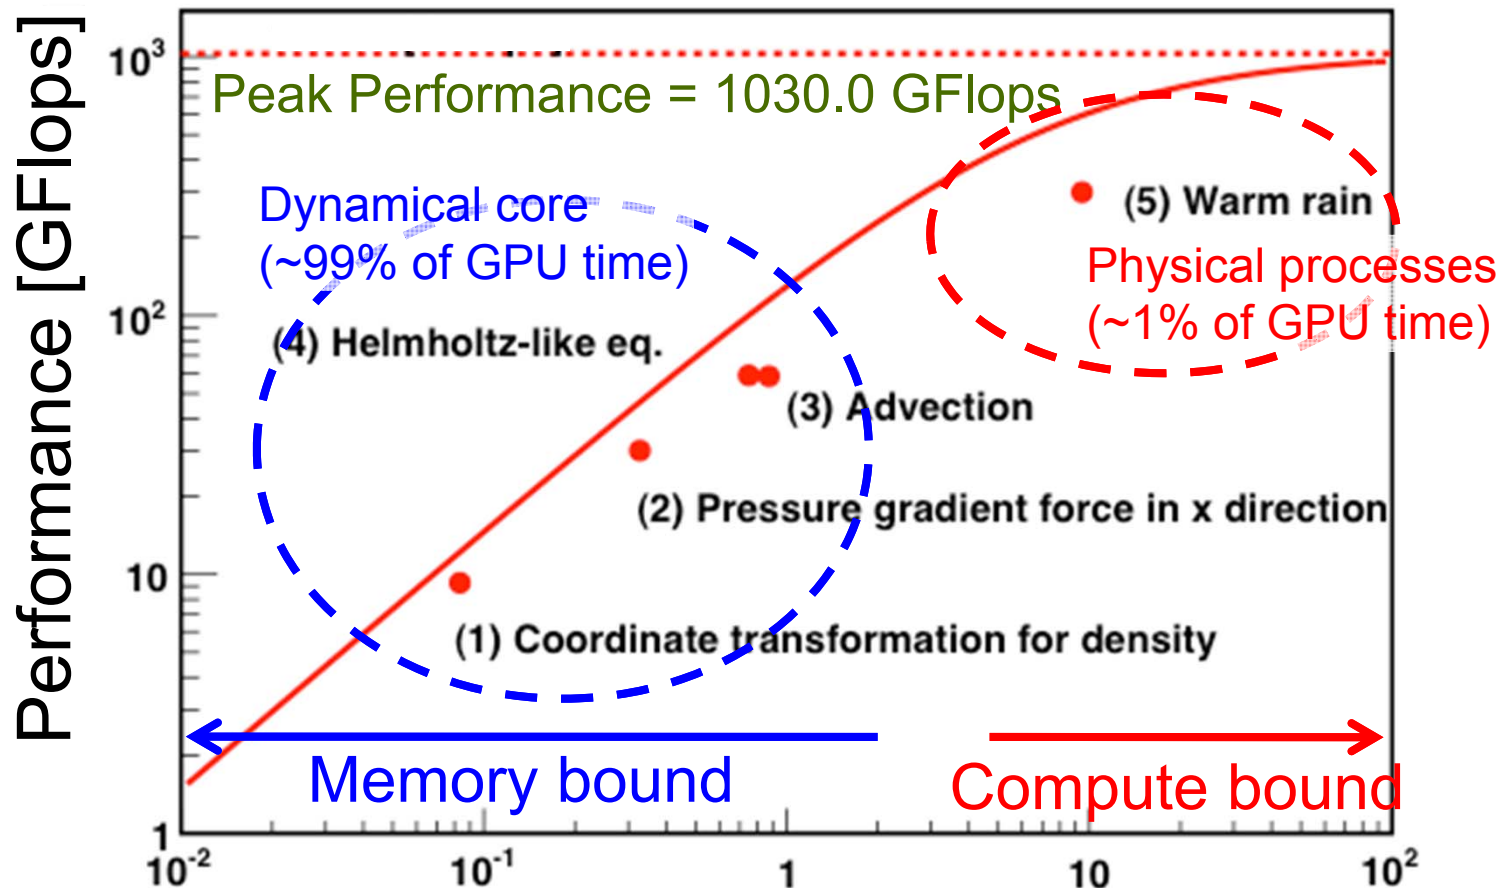 Performance [GFlops]
10³
Peak Performance = 1030.0 GFlops
Dynamical core
(~99% of GPU time)
(5) Warm rain
Physical processes
(~1% of GPU time)
10²
(4) Helmholtz-like eq.
(3) Advection
(2) Pressure gradient force in x direction
10
(1) Coordinate transformation for density
Memory bound
Compute bound
1
10⁻²
10⁻¹
1
10
10²